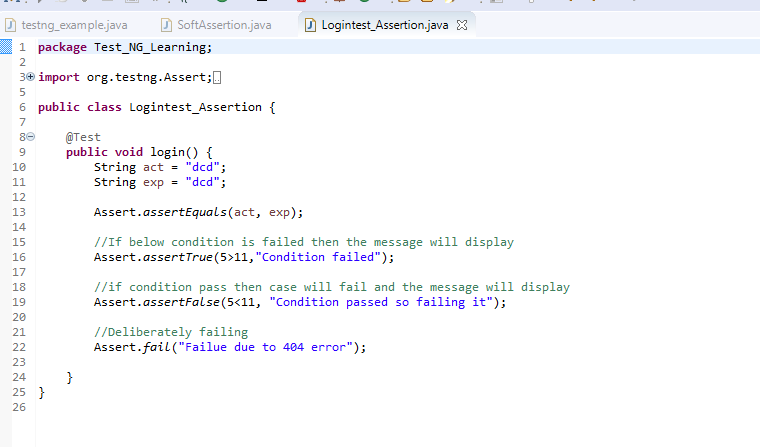 testng_example.java SoftAssertion.java Logintest_Assertion.java
1 package Test_NG_Learning;
2
3 import org.testng.Assert;
5
6 public class Logintest_Assertion {
7
8 @Test
9 public void login() {
10 String act = "dcd";
11 String exp = "dcd";
12
13 Assert.assertEquals(act, exp);
14
15 //If below condition is failed then the message will display
16 Assert.assertTrue(5>11,"Condition failed");
17
18 //if condition pass then case will fail and the message will display
19 Assert.assertFalse(5<11, "Condition passed so failing it");
20
21 //Deliberately failing
22 Assert.fail("Failue due to 404 error");
23
24 }
25 }
26